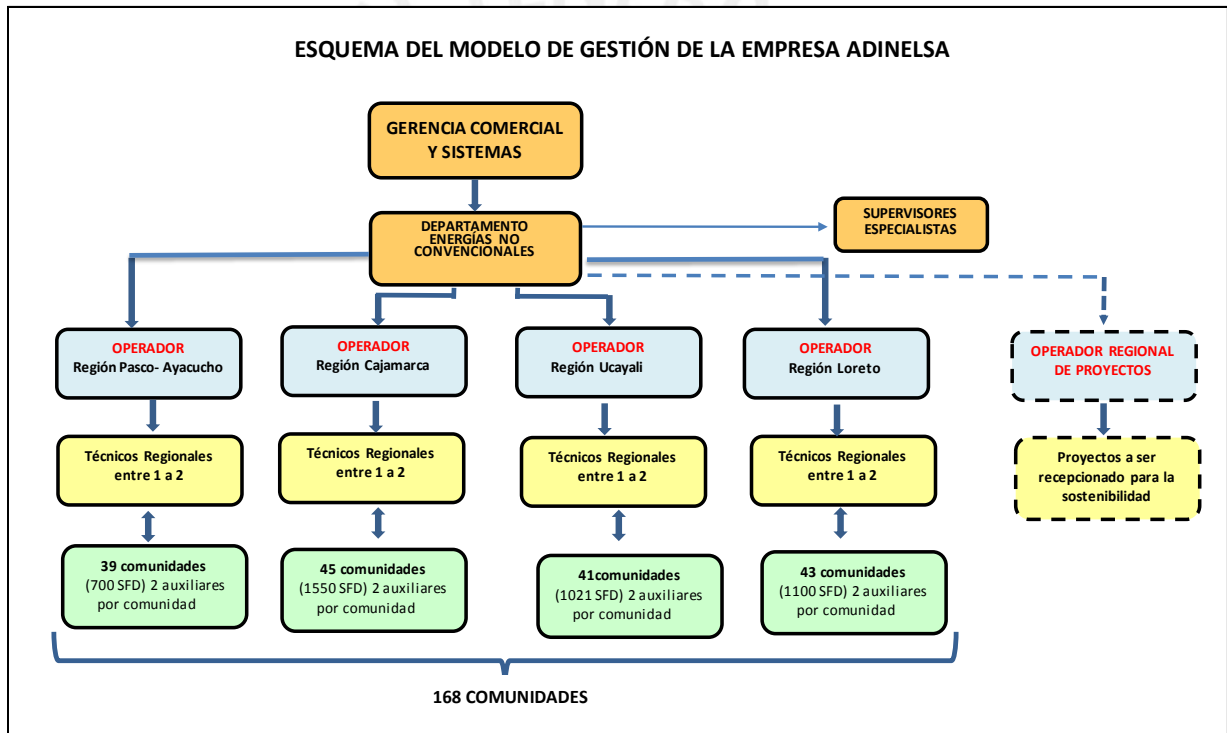 ESQUEMA DEL MODELO DE GESTIÓN DE LA EMPRESA ADINELSA
GERENCIA COMERCIAL
Y SISTEMAS
DEPARTAMENTO
ENERGÍAS NO
CONVENCIONALES
SUPERVISORES
ESPECIALISTAS
OPERADOR
Región Pasco- Ayacucho
OPERADOR
Región Cajamarca
OPERADOR
Región Ucayali
OPERADOR
Región Loreto
OPERADOR REGIONAL
DE PROYECTOS
Técnicos Regionales
entre 1 a 2
Técnicos Regionales
entre 1 a 2
Técnicos Regionales
entre 1 a 2
Técnicos Regionales
entre 1 a 2
Proyectos a ser
recepcionado para la
sostenibilidad
39 comunidades
(700 SFD) 2 auxiliares
por comunidad
45 comunidades
(1550 SFD) 2 auxiliares
por comunidad
41comunidades
(1021 SFD) 2 auxiliares
por comunidad
43 comunidades
(1100 SFD) 2 auxiliares
por comunidad
168 COMUNIDADES